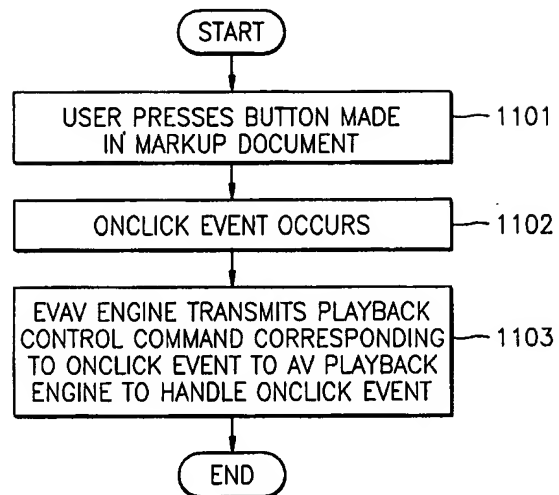 START
USER PRESSES BUTTON MADE
IN MARKUP DOCUMENT
1101
ONCLICK EVENT OCCURS
1102
EVAV ENGINE TRANSMITS PLAYBACK
CONTROL COMMAND CORRESPONDING
TO ONCLICK EVENT TO AV PLAYBACK
ENGINE TO HANDLE ONCLICK EVENT
1103
END